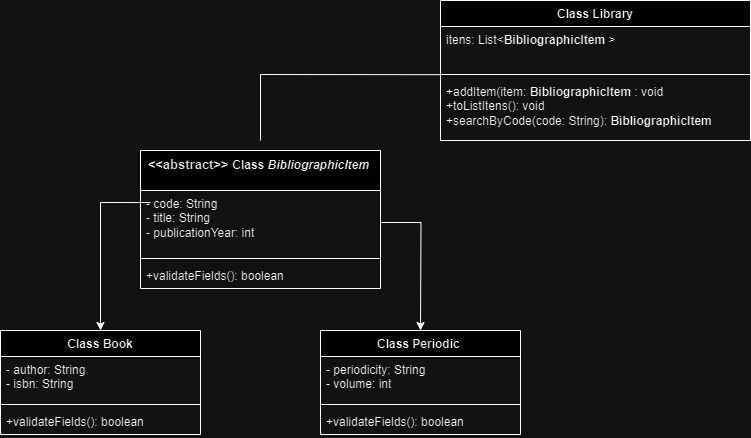 Class Library
itens: List<BibliographicItem >
+addItem(item: BibliographicItem : void
+toListItens(): void
+searchByCode(code: String): BibliographicItem
<<abstract>> Class BibliographicItem
- code: String
- title: String
- publicationYear: int
+validateFields(): boolean
Class Book
- author: String
- isbn: String
+validateFields(): boolean
Class Periodic
- periodicity: String
- volume: int
+validateFields(): boolean